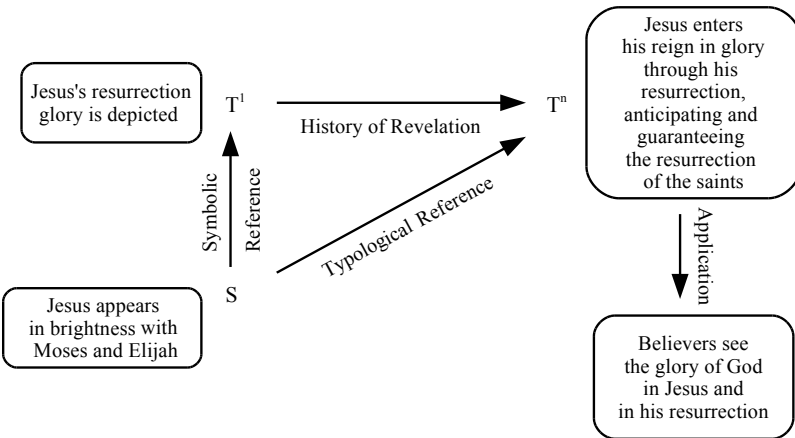 Jesus's resurrection
glory is depicted
T¹
History of Revelation
Tⁿ
Jesus enters
his reign in glory
through his
resurrection,
anticipating and
guaranteeing
the resurrection
of the saints
Symbolic
Reference
Typological Reference
Application
S
Jesus appears
in brightness with
Moses and Elijah
Believers see
the glory of God
in Jesus and
in his resurrection